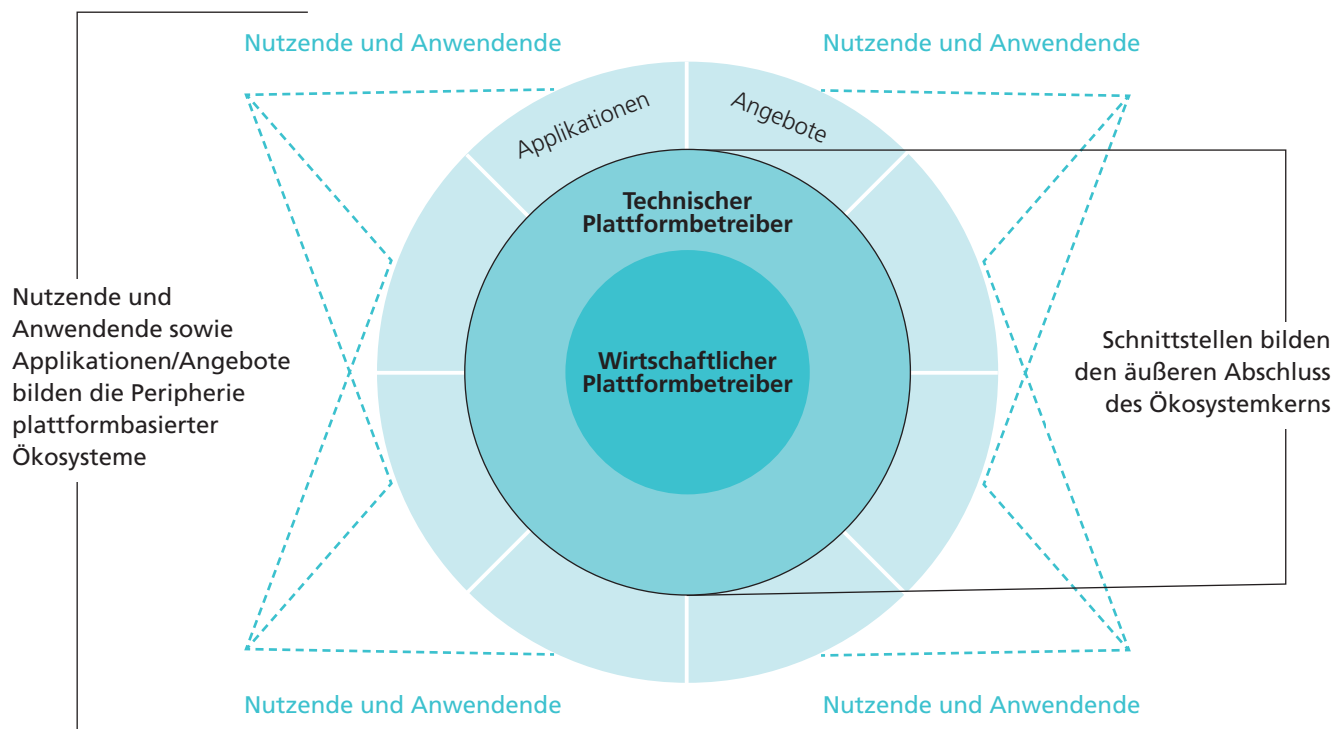 Nutzende und Anwendende
Nutzende und Anwendende
Applikationen
Angebote
Technischer
Plattformbetreiber
Wirtschaftlicher
Plattformbetreiber
Nutzende und
Anwendende sowie
Applikationen/Angebote
bilden die Peripherie
plattformbasierter
Ökosysteme
Schnittstellen bilden
den äußeren Abschluss
des Ökosystemkerns
Nutzende und Anwendende
Nutzende und Anwendende